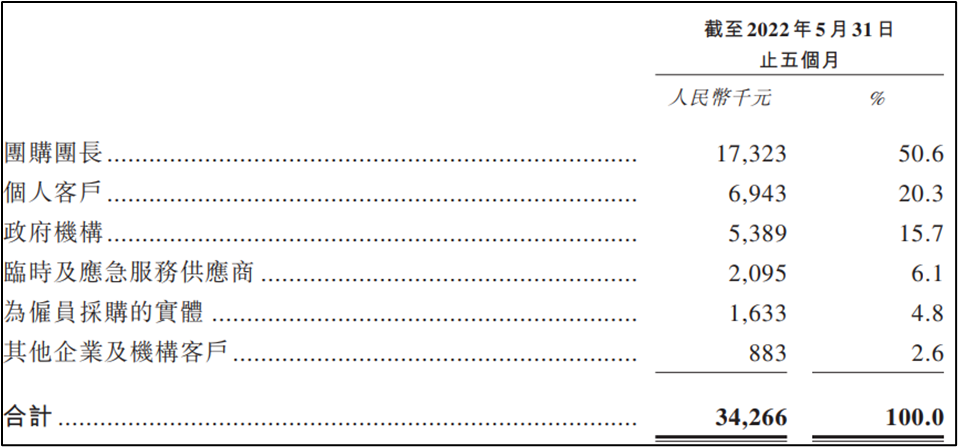 截至2022年5月31日
止五個月
人民幣千元 %
團購團長 17,323 50.6
個人客戶 6,943 20.3
政府機構 5,389 15.7
臨時及應急服務供應商 2,095 6.1
為僱員採購的實體 1,633 4.8
其他企業及機構客戶 883 2.6
合計 34,266 100.0